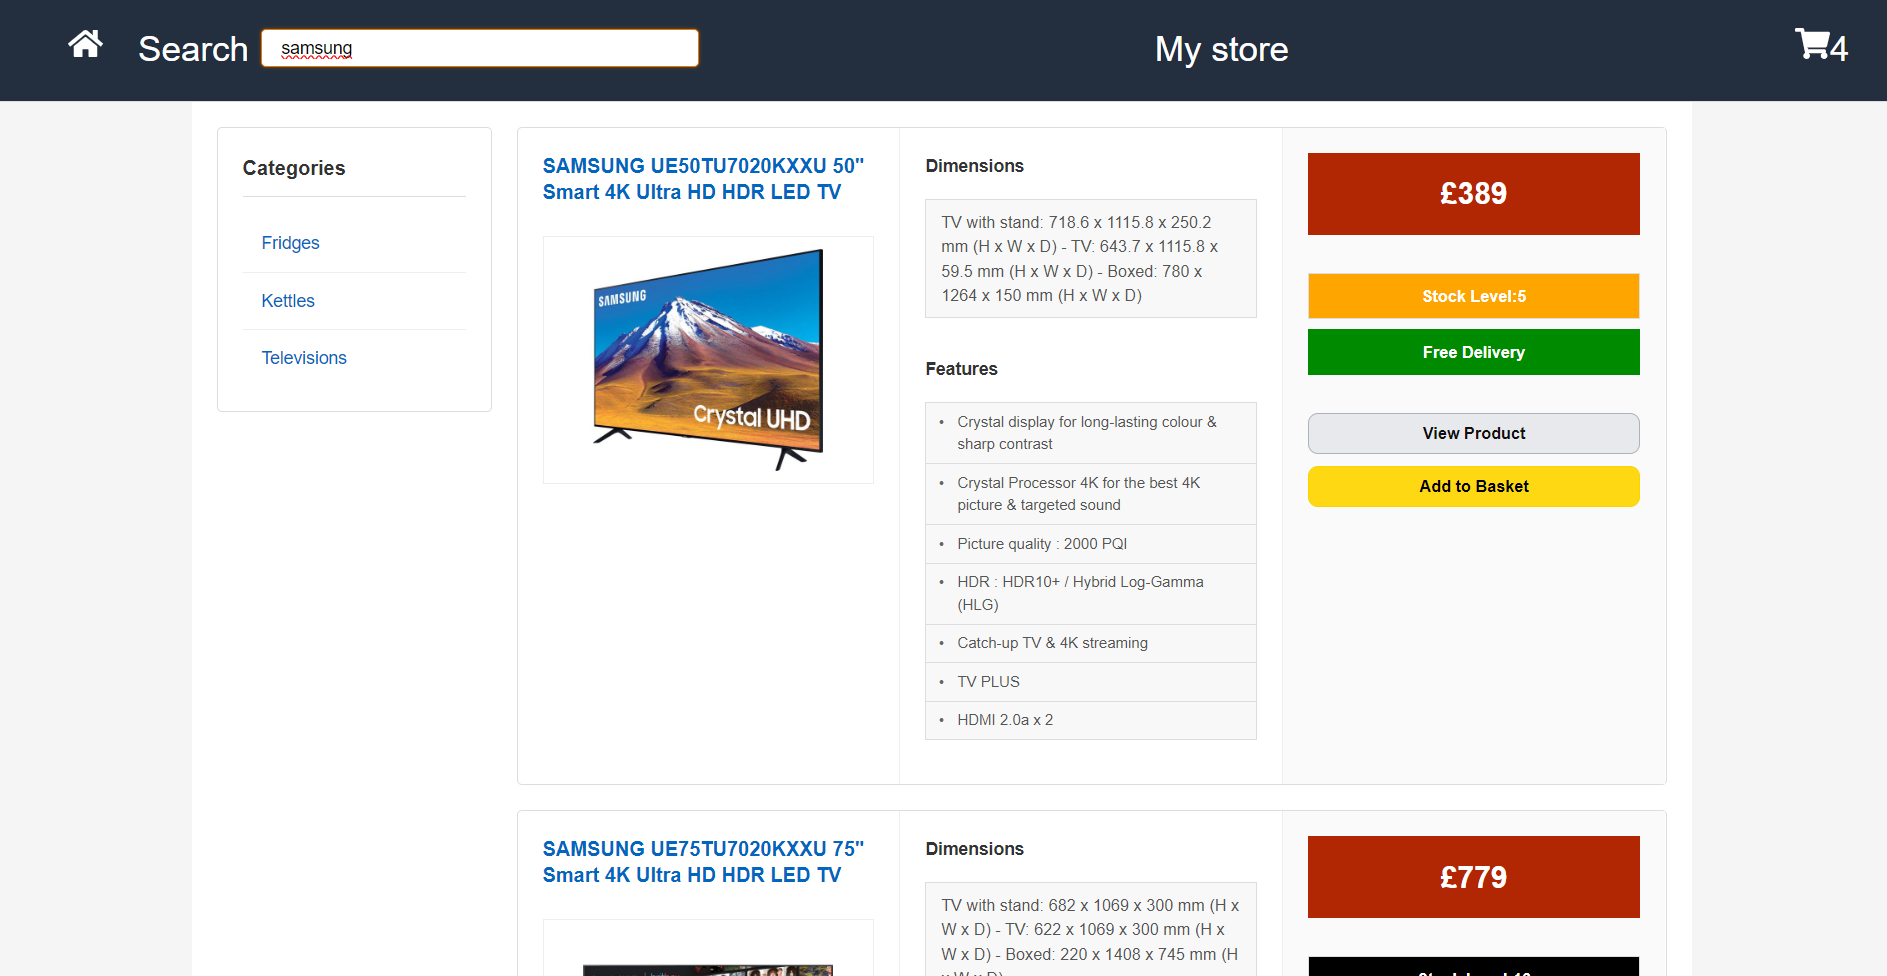 Search samsung My store 4
Categories
Fridges
Kettles
Televisions
SAMSUNG UE50TU7020KXXU 50"
Smart 4K Ultra HD HDR LED TV
SAMSUNG
Crystal UHD
Dimensions
TV with stand: 718.6 x 1115.8 x 250.2
mm (H x W x D) - TV: 643.7 x 1115.8 x
59.5 mm (H x W x D) - Boxed: 780 x
1264 x 150 mm (H x W x D)
Features
• Crystal display for long-lasting colour &
sharp contrast
• Crystal Processor 4K for the best 4K
picture & targeted sound
• Picture quality : 2000 PQI
• HDR : HDR10+ / Hybrid Log-Gamma
(HLG)
• Catch-up TV & 4K streaming
• TV PLUS
• HDMI 2.0a x 2
£389
Stock Level:5
Free Delivery
View Product
Add to Basket
SAMSUNG UE75TU7020KXXU 75"
Smart 4K Ultra HD HDR LED TV
Dimensions
TV with stand: 682 x 1069 x 300 mm (H x
W x D) - TV: 622 x 1069 x 300 mm (H x
W x D) - Boxed: 220 x 1408 x 745 mm (H
x W x D)
£779